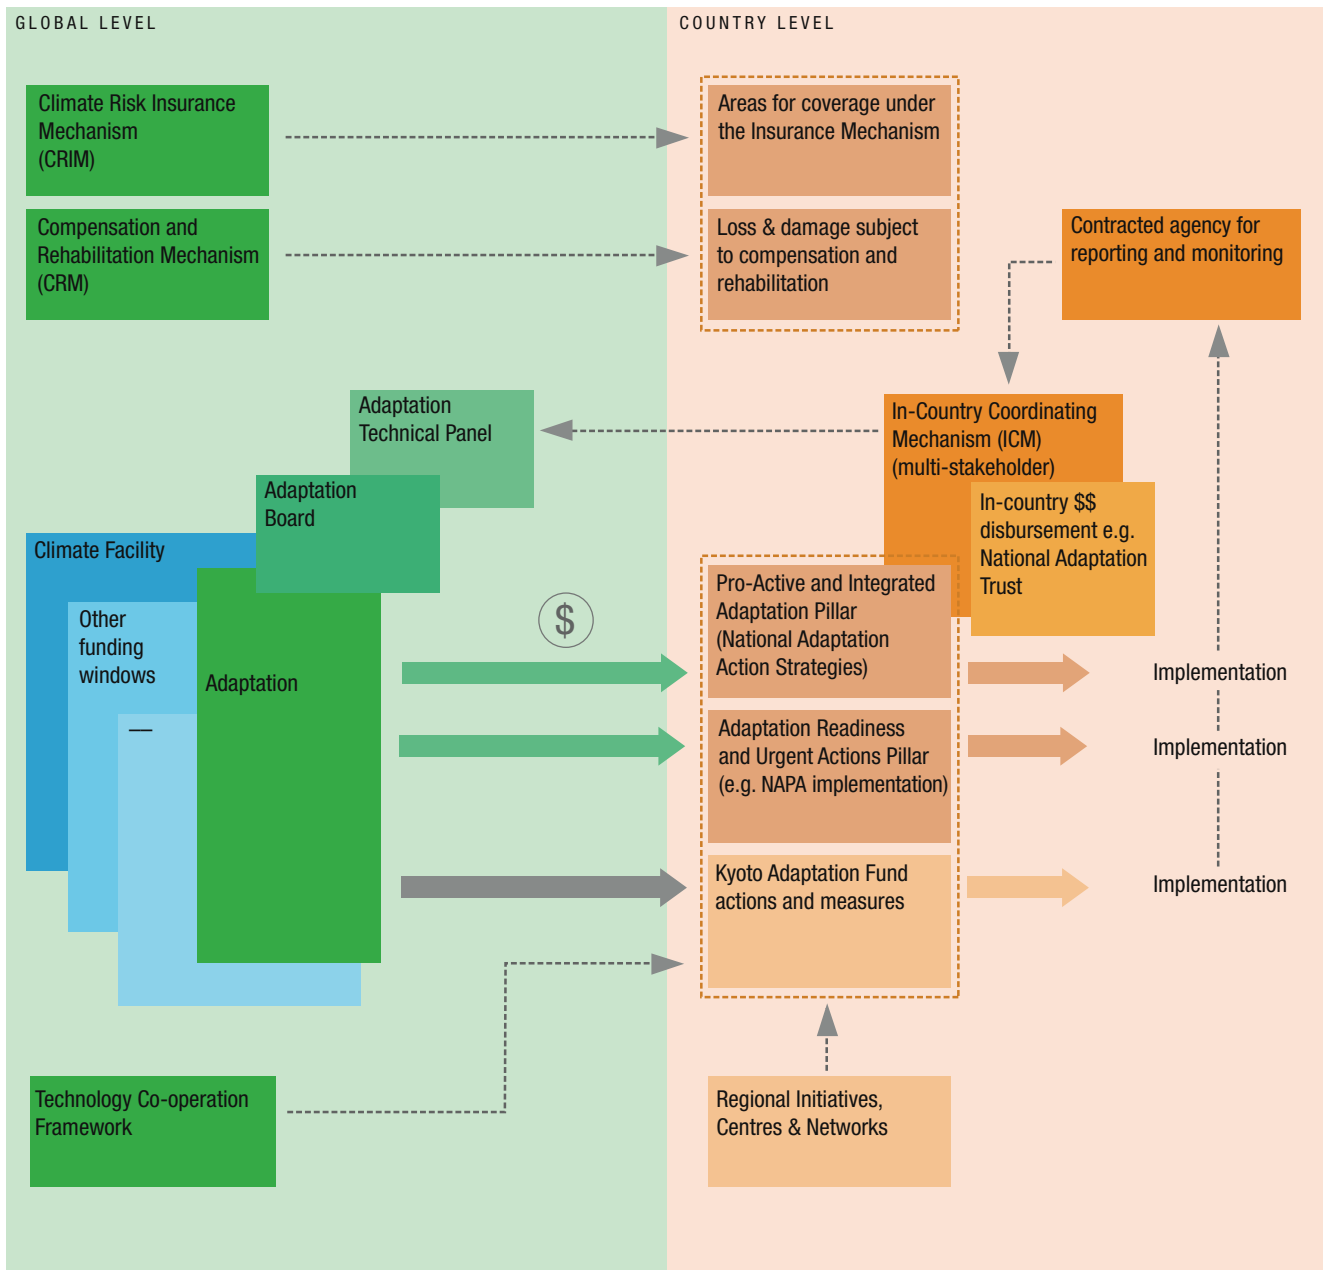 GLOBAL LEVEL
COUNTRY LEVEL
Climate Risk Insurance
Mechanism
(CRIM)
Areas for coverage under
the Insurance Mechanism
Compensation and
Rehabilitation Mechanism
(CRM)
Loss & damage subject
to compensation and
rehabilitation
Contracted agency for
reporting and monitoring
Adaptation
Technical Panel
In-Country Coordinating
Mechanism (ICM)
(multi-stakeholder)
Adaptation
Board
In-country $$
disbursement e.g.
National Adaptation
Trust
Climate Facility
Other
funding
windows
—
Adaptation
$
Pro-Active and Integrated
Adaptation Pillar
(National Adaptation
Action Strategies)
Implementation
Adaptation Readiness
and Urgent Actions Pillar
(e.g. NAPA implementation)
Implementation
Kyoto Adaptation Fund
actions and measures
Implementation
Technology Co-operation
Framework
Regional Initiatives,
Centres & Networks